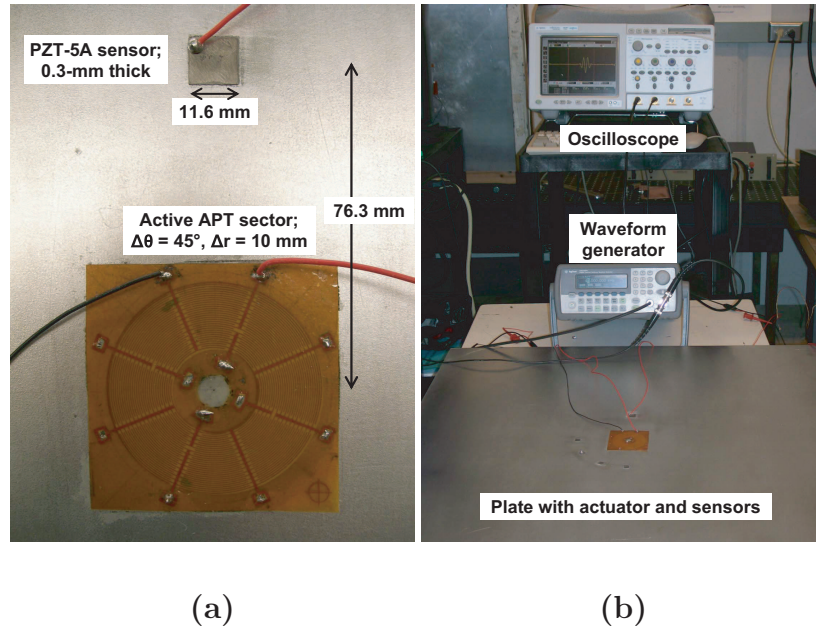 PZT-5A sensor;
0.3-mm thick
11.6 mm
76.3 mm
Active APT sector;
Δθ = 45°, Δr = 10 mm
Oscilloscope
Waveform
generator
Plate with actuator and sensors
(a)
(b)